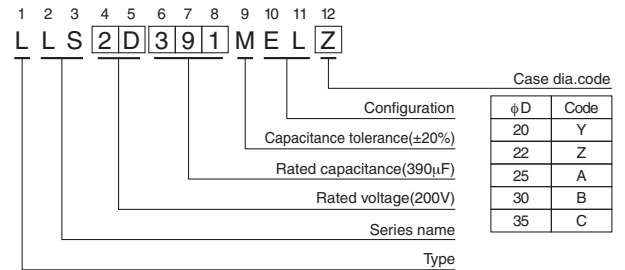 1 2 3 4 5 6 7 8 9 10 11 12
L L S 2 D 3 9 1 M E L Z
Case dia.code
Configuration
Capacitance tolerance(±20%)
Rated capacitance(390μF)
Rated voltage(200V)
Series name
Type
ϕD Code
20 Y
22 Z
25 A
30 B
35 C